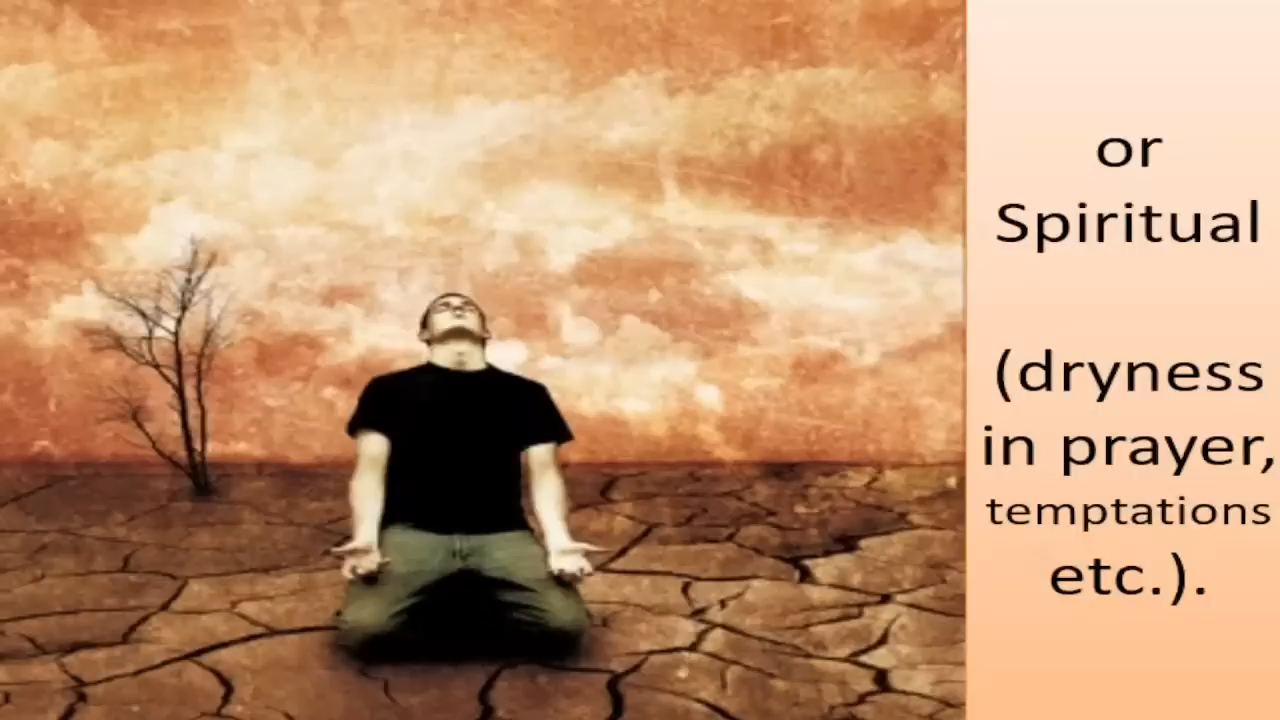 or
Spiritual
(dryness
in prayer,
temptations
etc.).